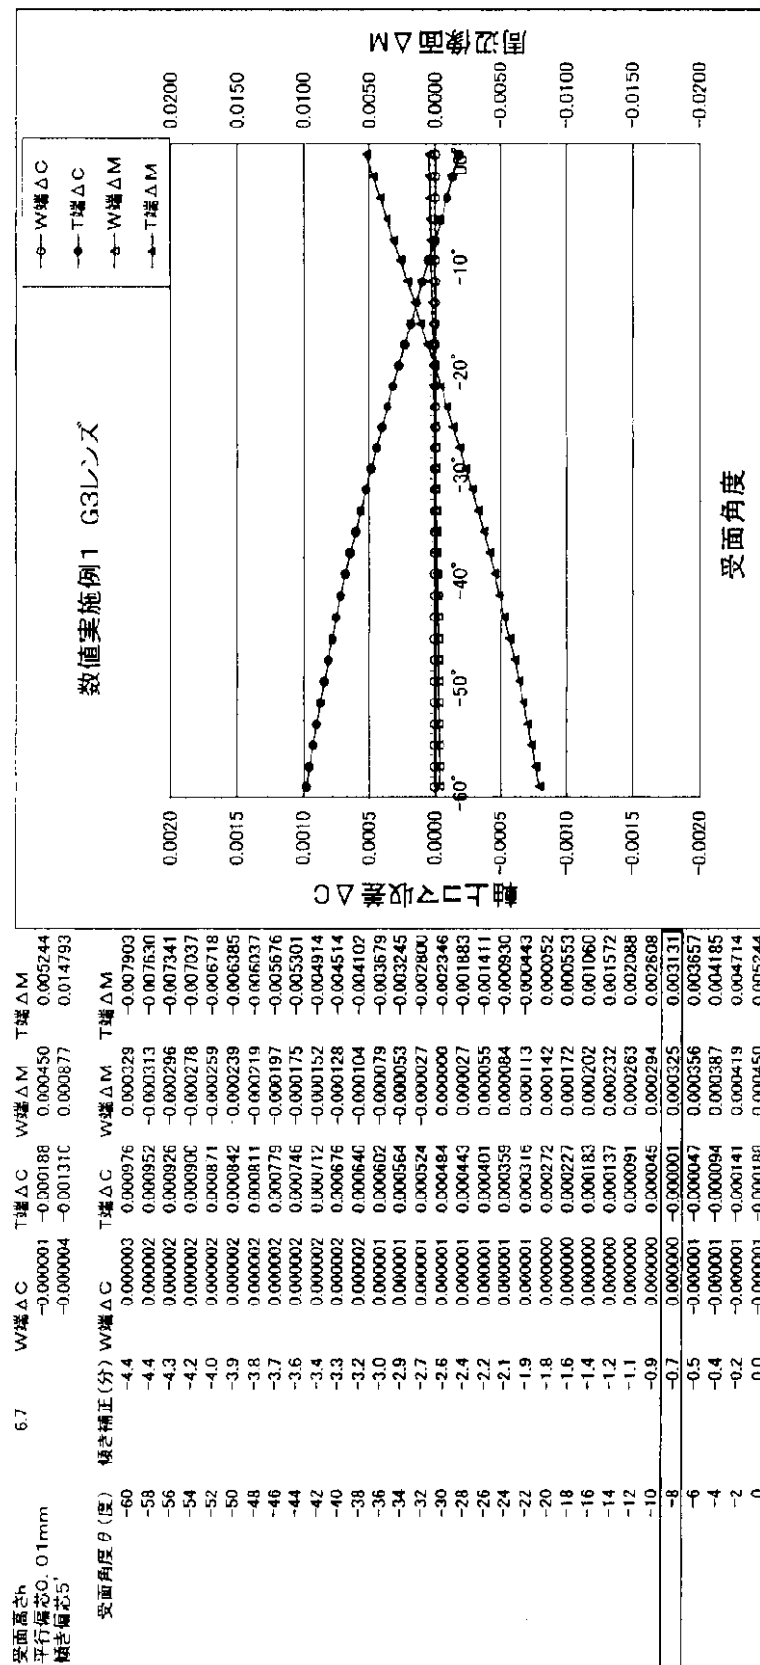 受面高さh 6.7 W端ΔC T端ΔC W端ΔM T端ΔM
平行偏芯0.01mm -0.000001 -0.000188 0.000450 0.005244
傾き偏芯5' -0.000004 -0.001310 0.000877 0.014793
受面角度θ(度) 傾き補正(分) W端ΔC T端ΔC W端ΔM T端ΔM
-60 -4.4 0.000003 0.000976 0.000329 -0.007903
-58 -4.4 0.000002 0.000952 -0.000313 -0.007630
-56 -4.3 0.000002 0.000926 -0.000296 -0.007341
-54 -4.2 0.000002 0.000900 -0.000278 -0.007037
-52 -4.0 0.000002 0.000871 -0.000259 -0.006718
-50 -3.9 0.000002 0.000842 -0.000239 -0.006385
-48 -3.8 0.000002 0.000811 -0.000219 -0.006037
-46 -3.7 0.000002 0.000779 -0.000197 -0.005676
-44 -3.6 0.000002 0.000746 -0.000175 -0.005301
-42 -3.4 0.000002 0.000712 -0.000152 -0.004914
-40 -3.3 0.000002 0.000676 -0.000128 -0.004514
-38 -3.2 0.000002 0.000640 -0.000104 -0.004102
-36 -3.0 0.000001 0.000602 -0.000079 -0.003679
-34 -2.9 0.000001 0.000564 -0.000053 -0.003245
-32 -2.7 0.000001 0.000524 -0.000027 -0.002800
-30 -2.6 0.000001 0.000484 0.000000 -0.002346
-28 -2.4 0.000001 0.000443 0.000027 -0.001883
-26 -2.2 0.000001 0.000401 0.000055 -0.001411
-24 -2.1 0.000001 0.000359 0.000084 -0.000930
-22 -1.9 0.000001 0.000316 0.000113 -0.000443
-20 -1.8 0.000000 0.000272 0.000142 0.000052
-18 -1.6 0.000000 0.000227 0.000172 0.000553
-16 -1.4 0.000000 0.000183 0.000202 0.001060
-14 -1.2 0.000000 0.000137 0.000232 0.001572
-12 -1.1 0.000000 0.000091 0.000263 0.002088
-10 -0.9 0.000000 0.000045 0.000294 0.002608
-8 -0.7 0.000000 -0.000001 0.000325 0.003131
-6 -0.5 -0.000001 -0.000047 0.000356 0.003657
-4 -0.4 -0.000001 -0.000094 0.000387 0.004185
-2 -0.2 -0.000001 -0.000141 0.000419 0.004714
0 0.0 -0.000001 -0.000188 0.000450 0.005244
数値実施例1 G3レンズ
W端ΔC
T端ΔC
W端ΔM
T端ΔM
軸上コマ収差ΔC
0.0020
0.0015
0.0010
0.0005
0.0000
-0.0005
-0.0010
-0.0015
-0.0020
-60° -50° -40° -30° -20° -10° 00°
受面角度
0.0200
0.0150
0.0100
0.0050
0.0000
-0.0050
-0.0100
-0.0150
-0.0200
周辺像面ΔM